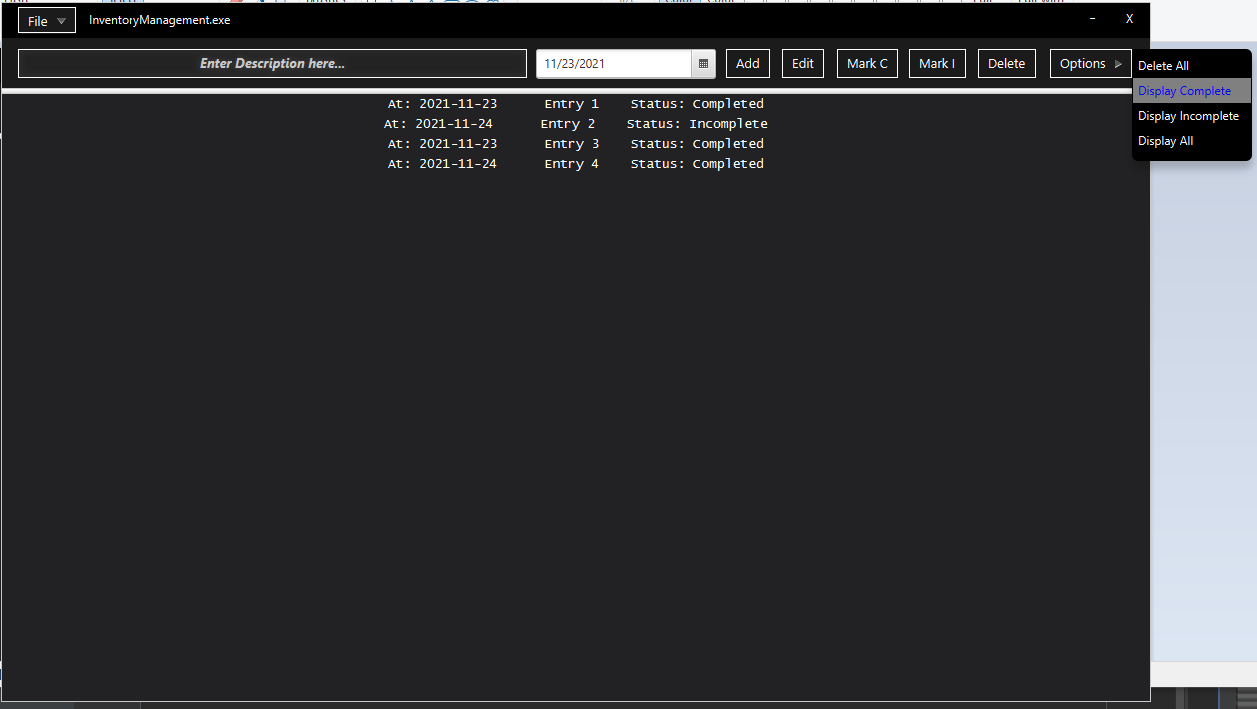 File InventoryManagement.exe - X
Enter Description here... 11/23/2021 Add Edit Mark C Mark I Delete Options
Delete All
Display Complete
Display Incomplete
Display All
At: 2021-11-23 Entry 1 Status: Completed
At: 2021-11-24 Entry 2 Status: Incomplete
At: 2021-11-23 Entry 3 Status: Completed
At: 2021-11-24 Entry 4 Status: Completed